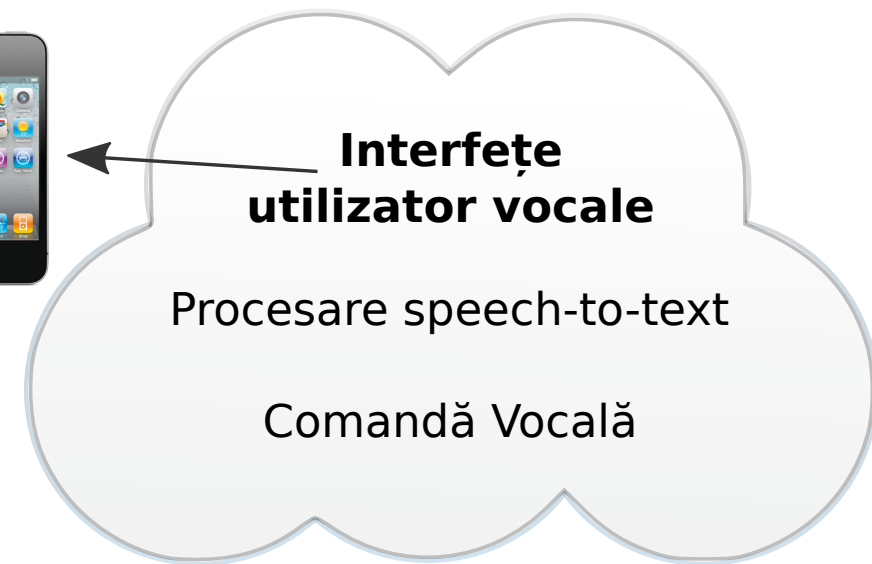 Interfețe
utilizator vocale
Procesare speech-to-text
Comandă Vocală